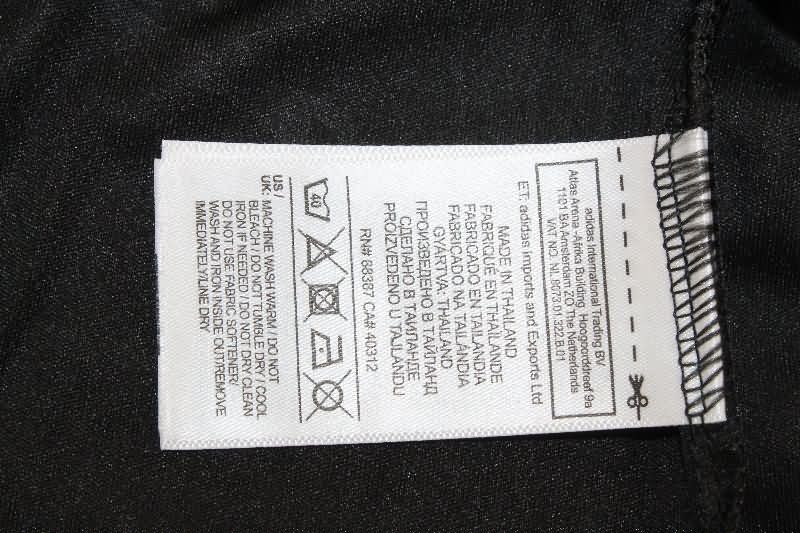 adidas International Trading BV
Atlas Arena -Afrika Building Hoogoorddreef 9a
1101 BA Amsterdam ZO The Netherlands
VAT NO. NL 8073.01.322.B.01
ET: adidas Imports and Exports Ltd
MADE IN THAILAND
FABRIQUÉ EN THAÏLANDE
FABRICADO EN TAILANDIA
FABRICADO NA TAILÂNDIA
GYÁRTVA: THAILAND
ПРОИЗВЕДЕНО В ТАЙЛАНД
СДЕЛАНО В ТАИЛАНДЕ
PROIZVEDENO U TAJLANDU
RN# 88387 CA# 40312
40
US /
UK: MACHINE WASH WARM / DO NOT
BLEACH / DO NOT TUMBLE DRY / COOL
IRON IF NEEDED / DO NOT DRY CLEAN
DO NOT USE FABRIC SOFTENER/
WASH AND IRON INSIDE OUT/REMOVE
IMMEDIATELY/LINE DRY